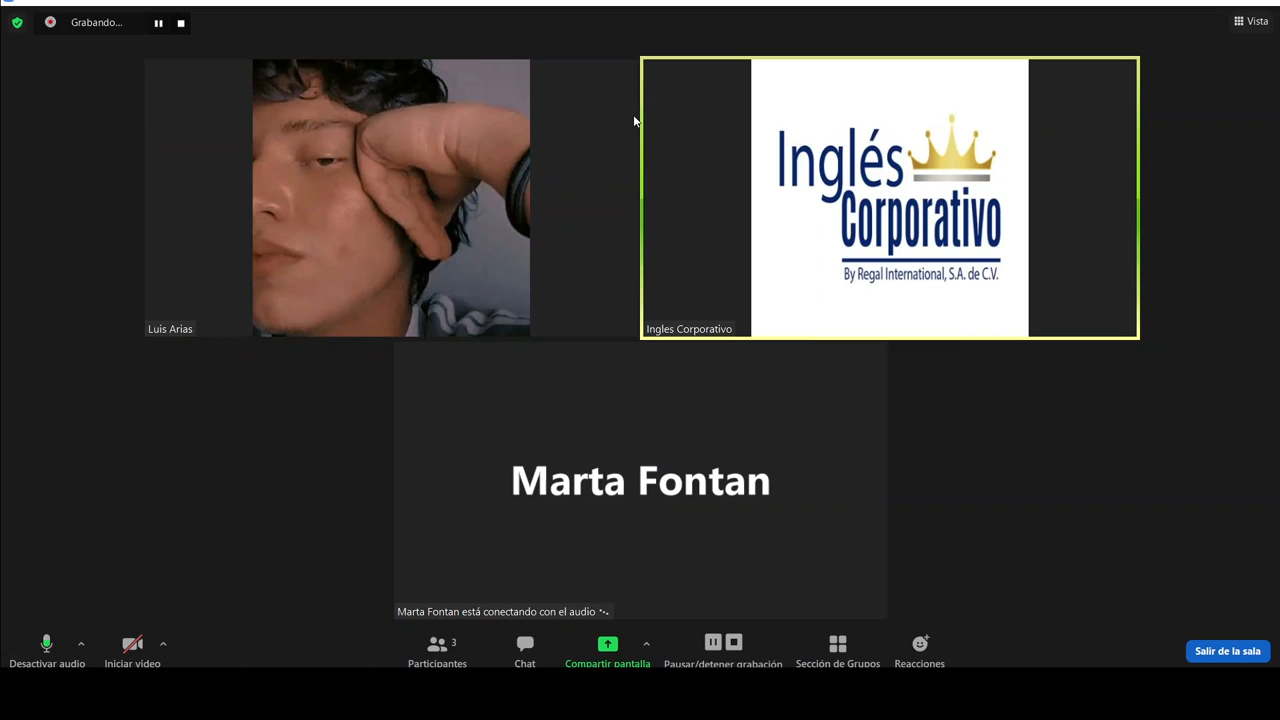 Grabando...
Vista
Inglés
Corporativo
By Regal International, S.A. de C.V.
Luis Arias
Ingles Corporativo
Marta Fontan
Marta Fontan está conectando con el audio
3
Desactivar audio
Iniciar video
Participantes
Chat
Compartir pantalla
Pausar/detener grabación
Sección de Grupos
Reacciones
Salir de la sala